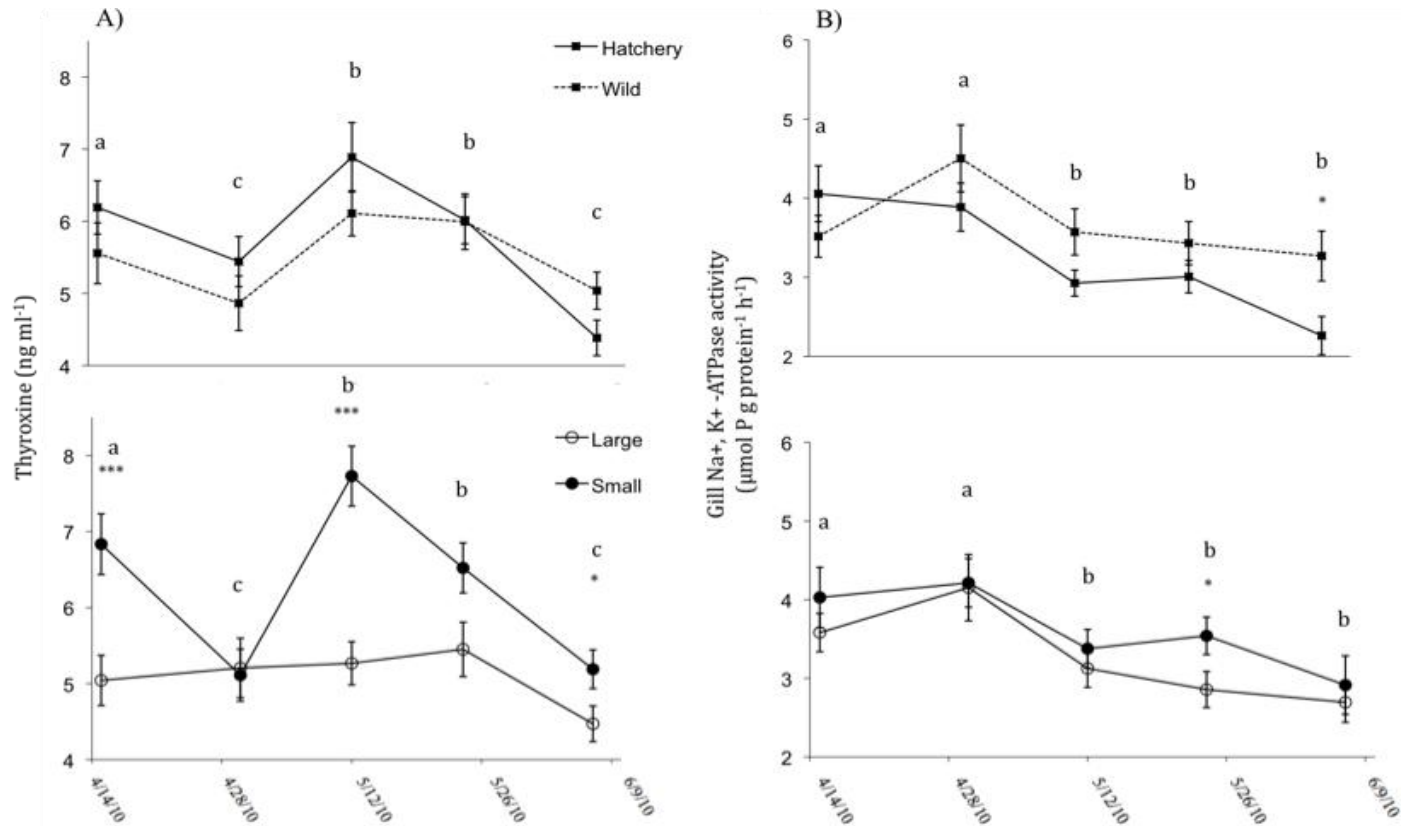 A)
Hatchery
Wild
8
7
6
5
4
a
c
b
b
c
Thyroxine (ng ml-1)
Large
Small
8
7
6
5
4
a
***
c
b
***
b
c
*
4/14/10
4/28/10
5/12/10
5/26/10
6/9/10
B)
6
5
4
3
2
a
a
b
b
b
*
Gill Na+, K+ -ATPase activity
(μmol P g protein-1 h-1)
6
5
4
3
2
a
a
b
b
*
b
4/14/10
4/28/10
5/12/10
5/26/10
6/9/10